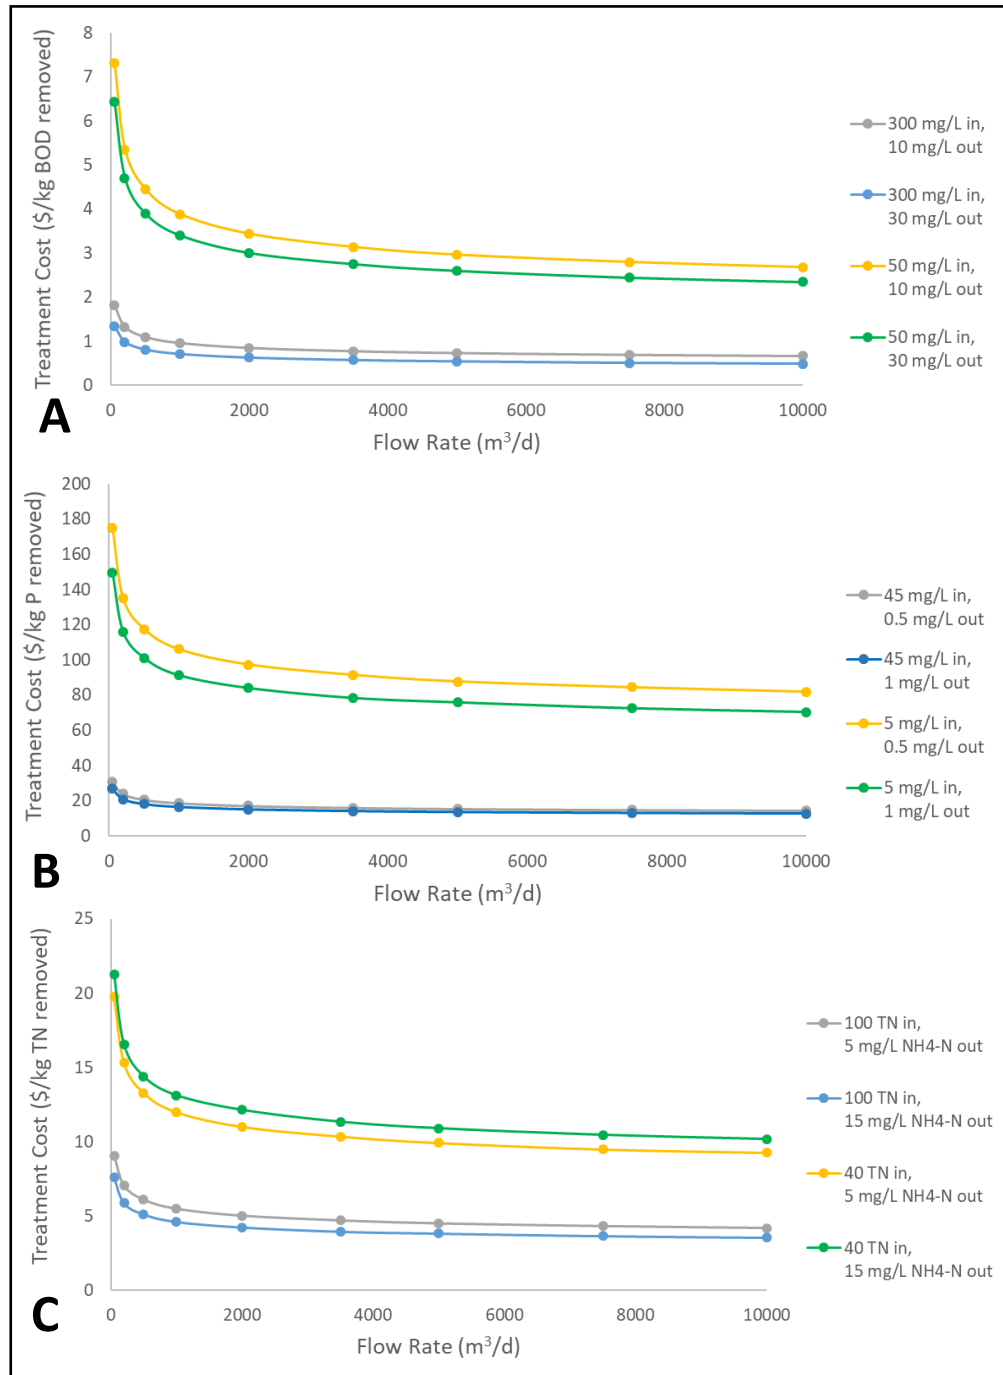 Treatment Cost ($/kg BOD removed)
8
7
6
5
4
3
2
1
0
0 2000 4000 6000 8000 10000
Flow Rate (m³/d)
A
300 mg/L in,
10 mg/L out
300 mg/L in,
30 mg/L out
50 mg/L in,
10 mg/L out
50 mg/L in,
30 mg/L out
Treatment Cost ($/kg P removed)
200
180
160
140
120
100
80
60
40
20
0
0 2000 4000 6000 8000 10000
Flow Rate (m³/d)
B
45 mg/L in,
0.5 mg/L out
45 mg/L in,
1 mg/L out
5 mg/L in,
0.5 mg/L out
5 mg/L in,
1 mg/L out
Treatment Cost ($/kg TN removed)
25
20
15
10
5
0
0 2000 4000 6000 8000 10000
Flow Rate (m³/d)
C
100 TN in,
5 mg/L NH4-N out
100 TN in,
15 mg/L NH4-N out
40 TN in,
5 mg/L NH4-N out
40 TN in,
15 mg/L NH4-N out